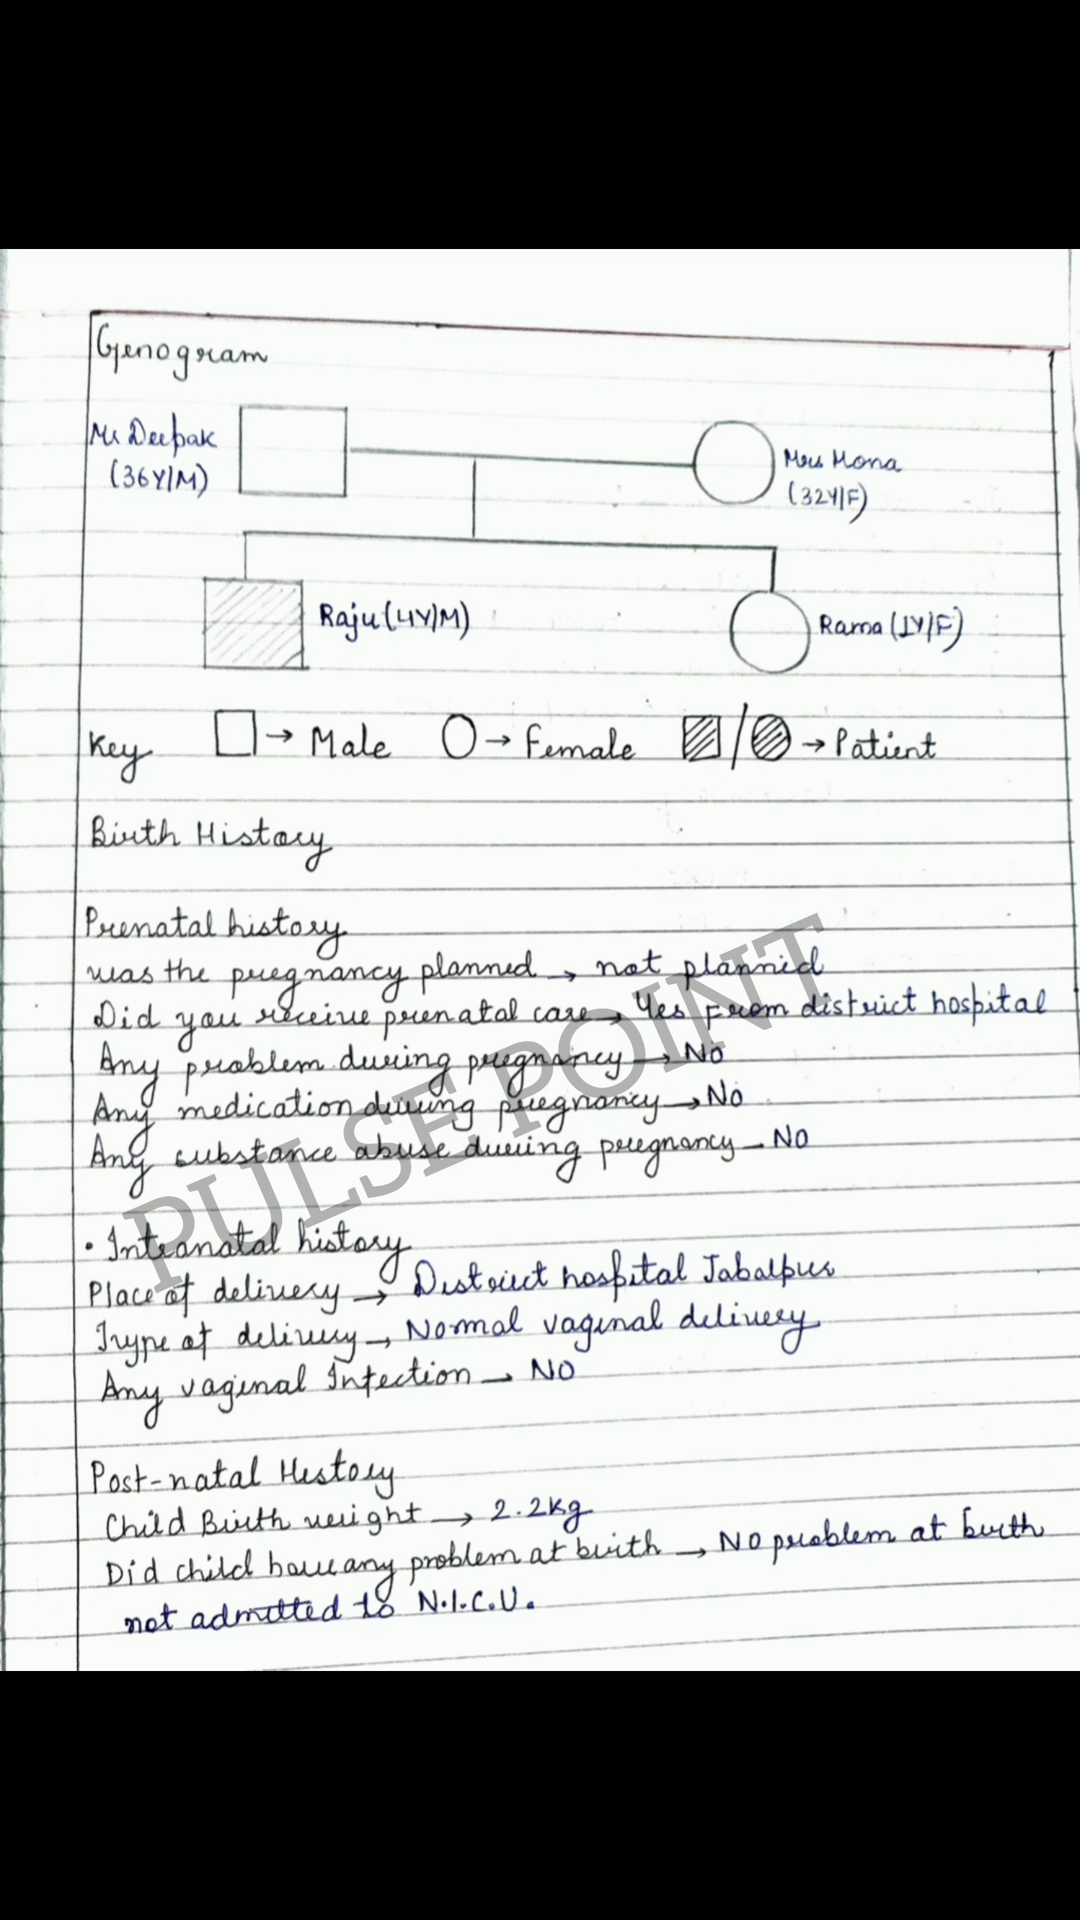 Genogram
Mr Deepak
(36Y/M)
Mrs Mona
(32Y/F)
Raju (4Y/M)
Rama (1Y/F)
Key
→ Male
→ Female
/
→ Patient
Birth History
Prenatal history
was the pregnancy planned → not planned
Did you receive prenatal care → Yes From district hospital
Any problem during pregnancy → No
Any medication during pregnancy → No
Any substance abuse during pregnancy - No
PULSE POINT
• Intranatal history
Place of delivery → District hospital Jabalpur
Type of delivery → Normal vaginal delivery
Any vaginal Infection → NO
Post-natal History
Child Birth weight → 2.2kg
Did child have any problem at birth → No problem at birth
not admitted to N.I.C.U.